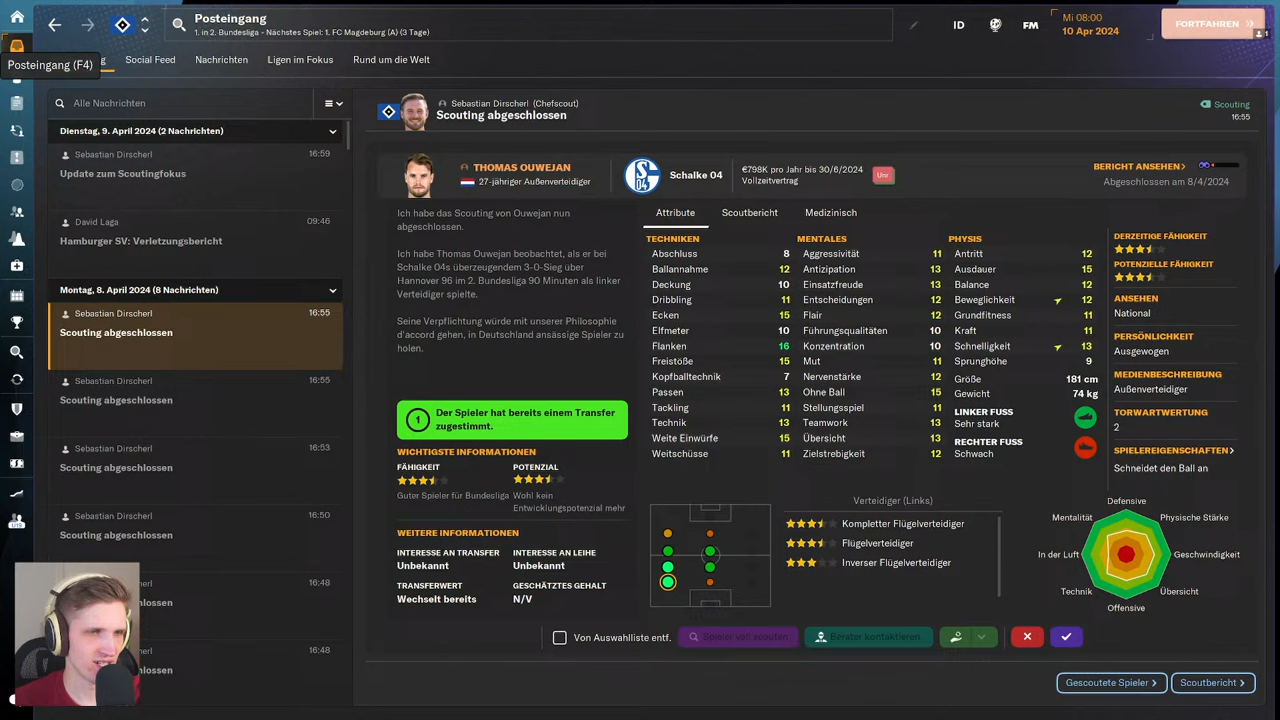 Posteingang
1. in 2. Bundesliga - Nächstes Spiel: 1. FC Magdeburg (A) (3 Tage)
ID
FM
Mi 08:00
10 Apr 2024
FORTFAHREN
1
Posteingang (F4)
Social Feed
Nachrichten
Ligen im Fokus
Rund um die Welt
Alle Nachrichten
Dienstag, 9. April 2024 (2 Nachrichten)
Sebastian Dirscherl 16:59
Update zum Scoutingfokus
David Laga 09:46
Hamburger SV: Verletzungsbericht
Montag, 8. April 2024 (8 Nachrichten)
Sebastian Dirscherl 16:55
Scouting abgeschlossen
Sebastian Dirscherl 16:55
Scouting abgeschlossen
Sebastian Dirscherl 16:53
Scouting abgeschlossen
Sebastian Dirscherl 16:50
Scouting abgeschlossen
16:48
16:48
Sebastian Dirscherl (Chefscout)
Scouting abgeschlossen
Scouting
16:55
THOMAS OUWEJAN
27-jähriger Außenverteidiger
Schalke 04
€798K pro Jahr bis 30/6/2024
Vollzeitvertrag
Unr
BERICHT ANSEHEN
Abgeschlossen am 8/4/2024
Ich habe das Scouting von Ouwejan nun
abgeschlossen.
Ich habe Thomas Ouwejan beobachtet, als er bei
Schalke 04s überzeugendem 3-0-Sieg über
Hannover 96 im 2. Bundesliga 90 Minuten als linker
Verteidiger spielte.
Seine Verpflichtung würde mit unserer Philosophie
d'accord gehen, in Deutschland ansässige Spieler zu
holen.
1 Der Spieler hat bereits einem Transfer
zugestimmt.
WICHTIGSTE INFORMATIONEN
FÄHIGKEIT
POTENZIAL
Guter Spieler für Bundesliga
Wohl kein
Entwicklungspotenzial mehr
WEITERE INFORMATIONEN
INTERESSE AN TRANSFER
INTERESSE AN LEIHE
Unbekannt
Unbekannt
TRANSFERWERT
GESCHÄTZTES GEHALT
Wechselt bereits
N/V
Attribute
Scoutbericht
Medizinisch
TECHNIKEN
Abschluss 8
Ballannahme 12
Deckung 10
Dribbling 11
Ecken 15
Elfmeter 10
Flanken 16
Freistöße 15
Kopfballtechnik 7
Passen 13
Tackling 11
Technik 13
Weite Einwürfe 15
Weitschüsse 11
MENTALES
Aggressivität 11
Antizipation 13
Einsatzfreude 13
Entscheidungen 12
Flair 12
Führungsqualitäten 10
Konzentration 10
Mut 11
Nervenstärke 12
Ohne Ball 15
Stellungsspiel 11
Teamwork 13
Übersicht 13
Zielstrebigkeit 12
PHYSIS
Antritt 12
Ausdauer 15
Balance 12
Beweglichkeit 12
Grundfitness 11
Kraft 11
Schnelligkeit 13
Sprunghöhe 9
Größe 181 cm
Gewicht 74 kg
LINKER FUSS
Sehr stark
RECHTER FUSS
Schwach
DERZEITIGE FÄHIGKEIT
POTENZIELLE FÄHIGKEIT
ANSEHEN
National
PERSÖNLICHKEIT
Ausgewogen
MEDIENBESCHREIBUNG
Außenverteidiger
TORWARTWERTUNG
2
SPIELEREIGENSCHAFTEN
Schneidet den Ball an
Verteidiger (Links)
Kompletter Flügelverteidiger
Flügelverteidiger
Inverser Flügelverteidiger
Defensive
Mentalität
Physische Stärke
In der Luft
Geschwindigkeit
Technik
Übersicht
Offensive
Von Auswahlliste entf.
Spieler voll scouten
Berater kontaktieren
Gescoutete Spieler
Scoutbericht